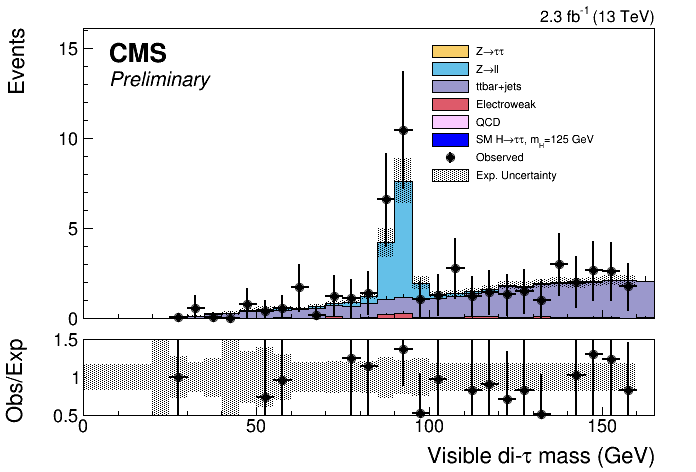 2.3 fb⁻¹ (13 TeV)
Events
CMS
Preliminary
Z→ττ
Z→ll
ttbar+jets
Electroweak
QCD
SM H→ττ, m_H=125 GeV
Observed
Exp. Uncertainty
15
10
5
0
Obs/Exp
1.5
1
0.5
0 50 100 150
Visible di-τ mass (GeV)